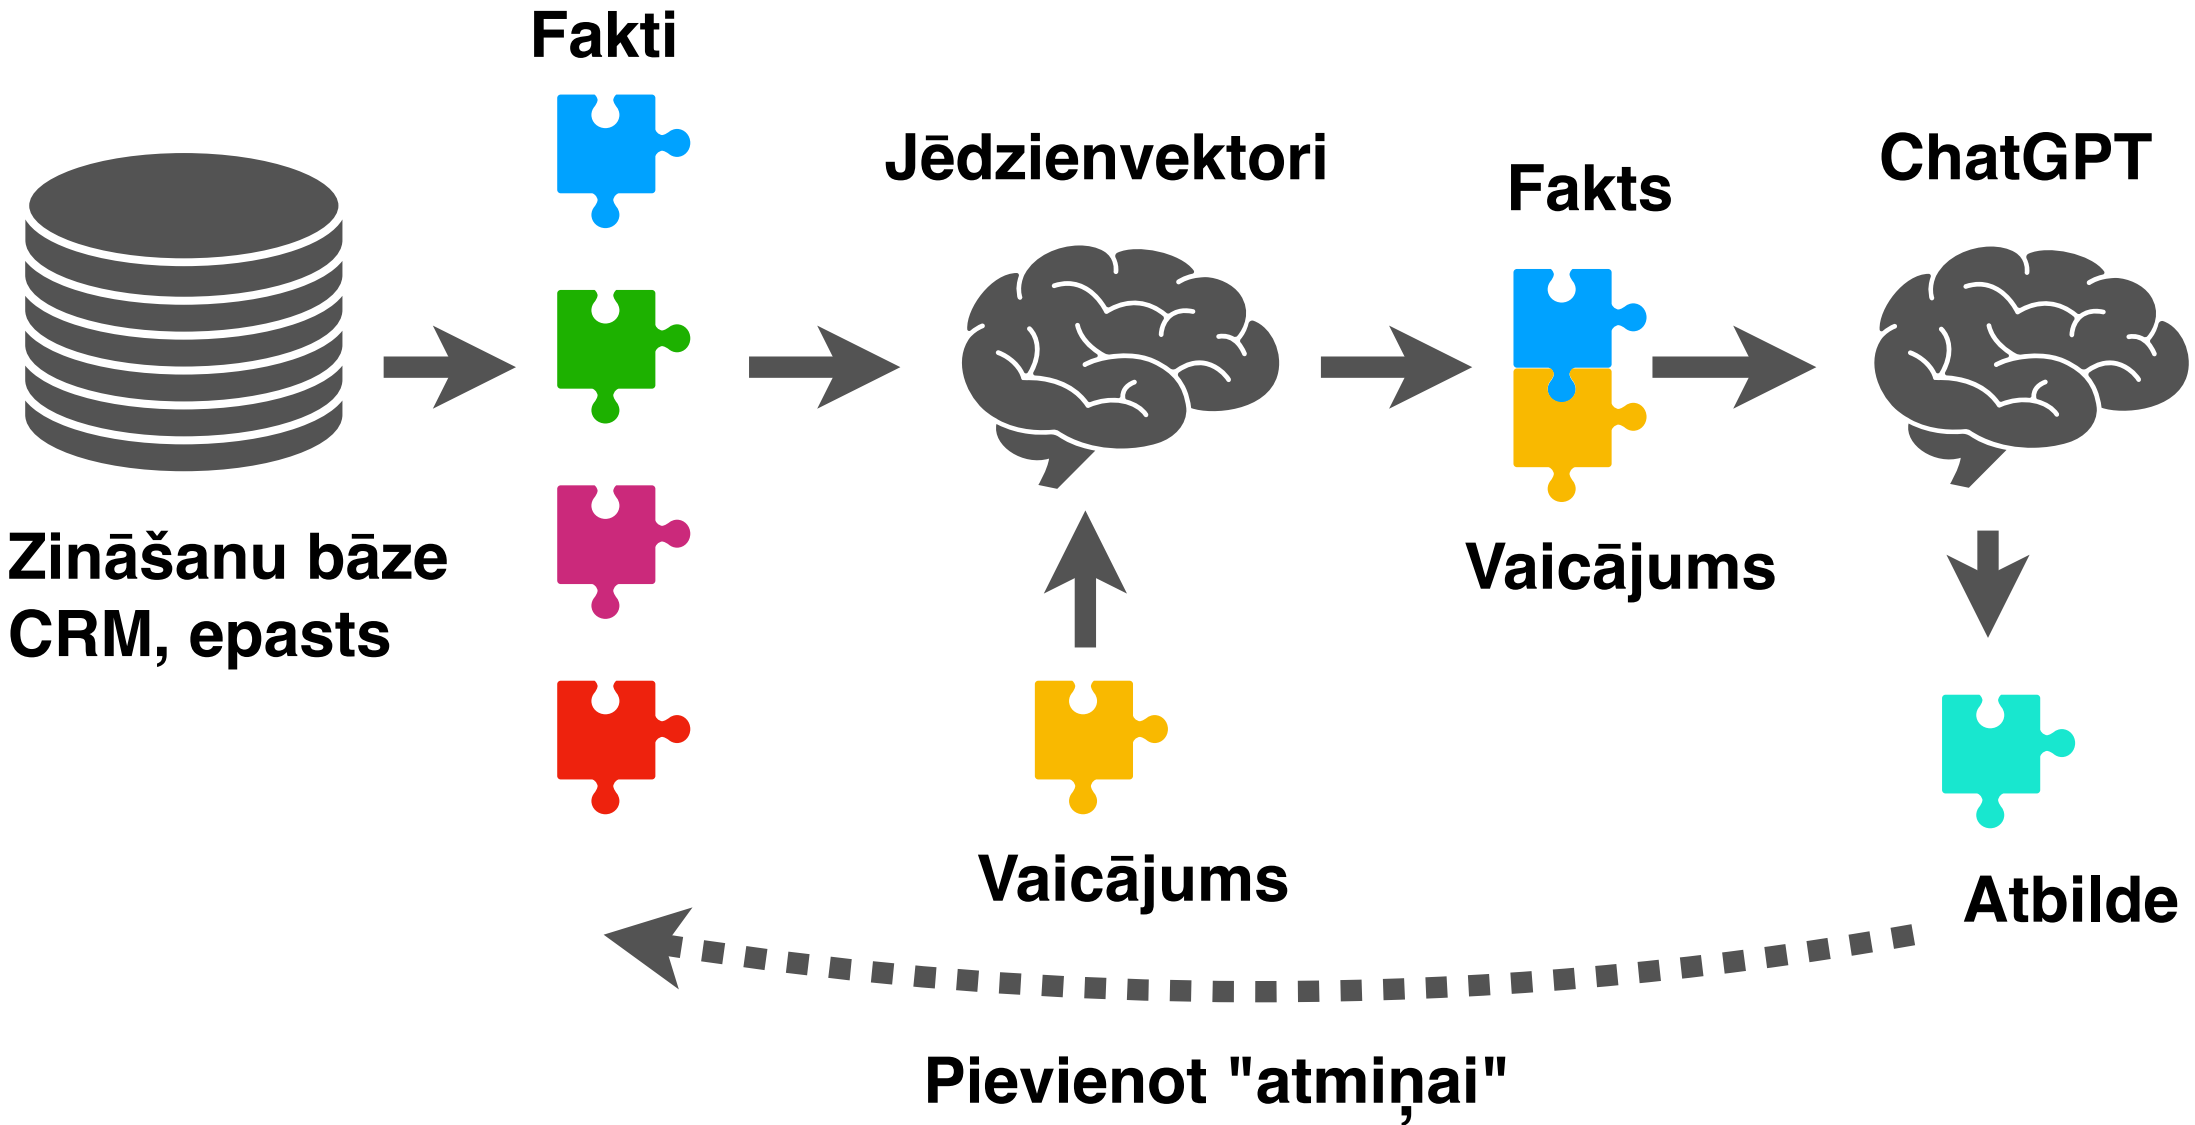 Fakti
Jēdzienvektori
Fakts
ChatGPT
Zināšanu bāze
CRM, epasts
Vaicājums
Vaicājums
Atbilde
Pievienot "atmiņai"